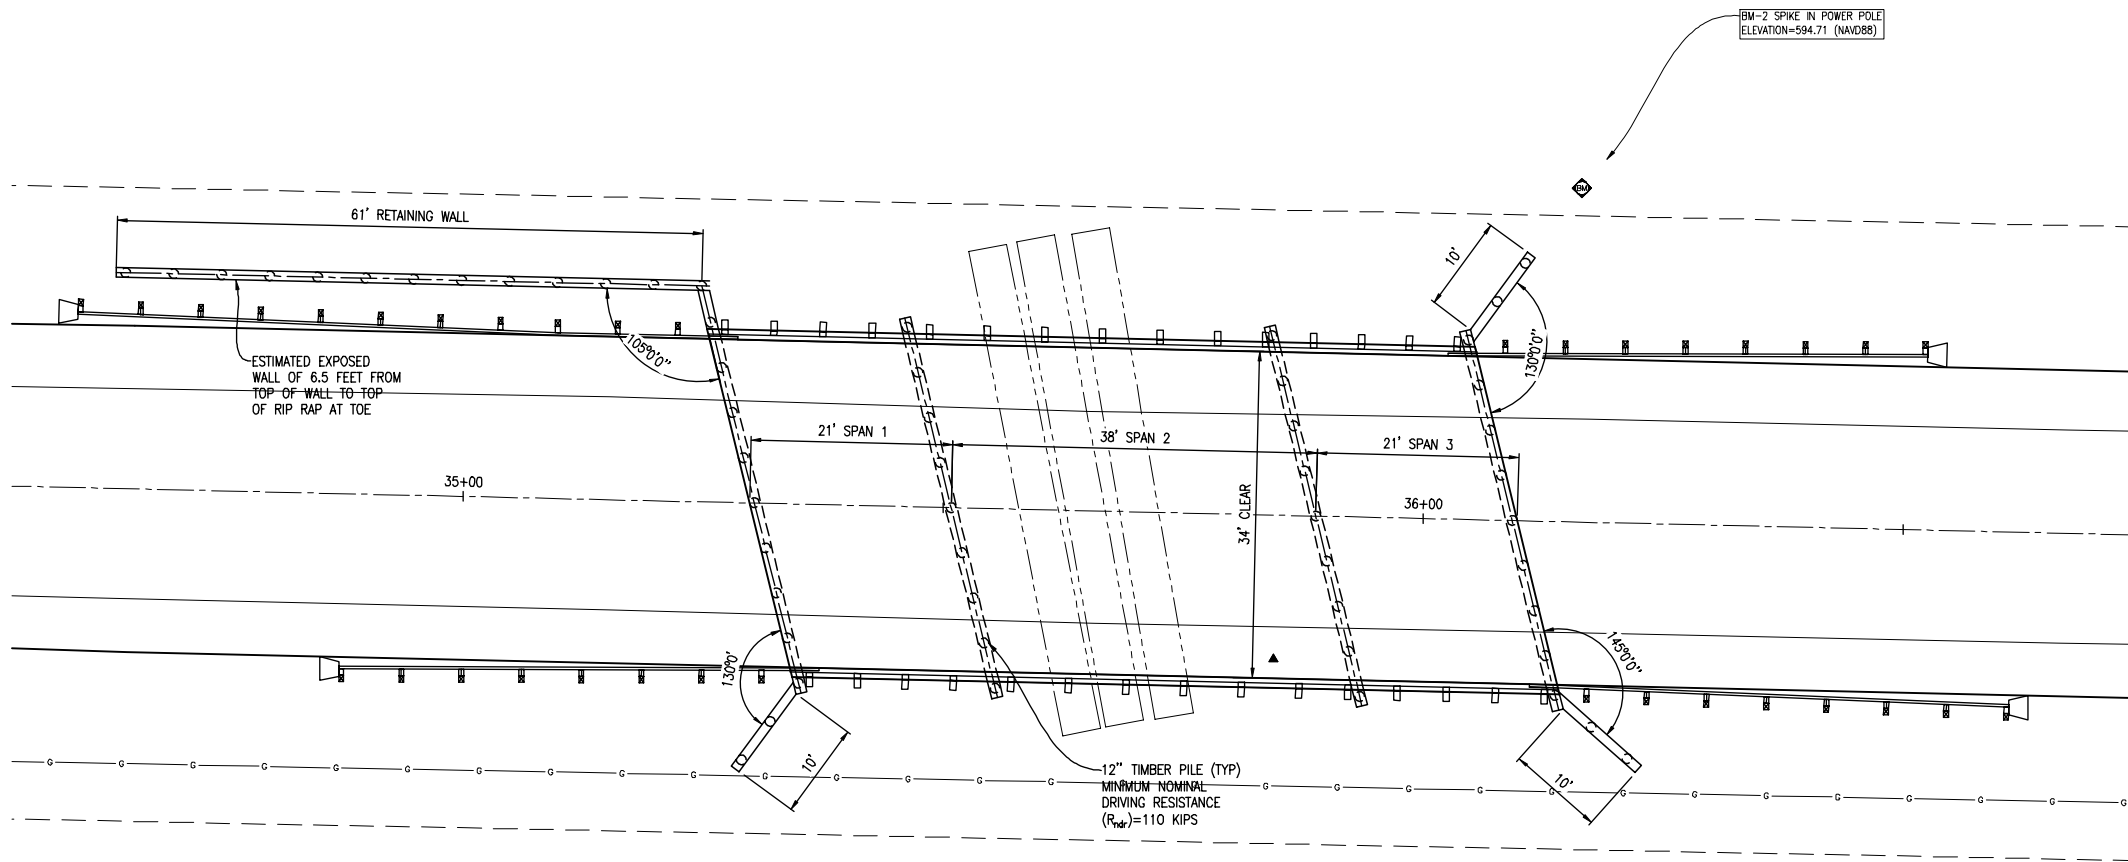 BM-2 SPIKE IN POWER POLE
ELEVATION=594.71 (NAVD88)
BM
61' RETAINING WALL
10'
105°0'0"
130°0'0"
ESTIMATED EXPOSED
WALL OF 6.5 FEET FROM
TOP OF WALL TO TOP
OF RIP RAP AT TOE
21' SPAN 1
38' SPAN 2
21' SPAN 3
35+00
36+00
34' CLEAR
130°0'
145°0'0"
10'
10'
12" TIMBER PILE (TYP)
MINIMUM NOMINAL
DRIVING RESISTANCE
(Rndr)=110 KIPS
G G G G G G G G G G G G G G G G G G G G G G G G G G G G G G